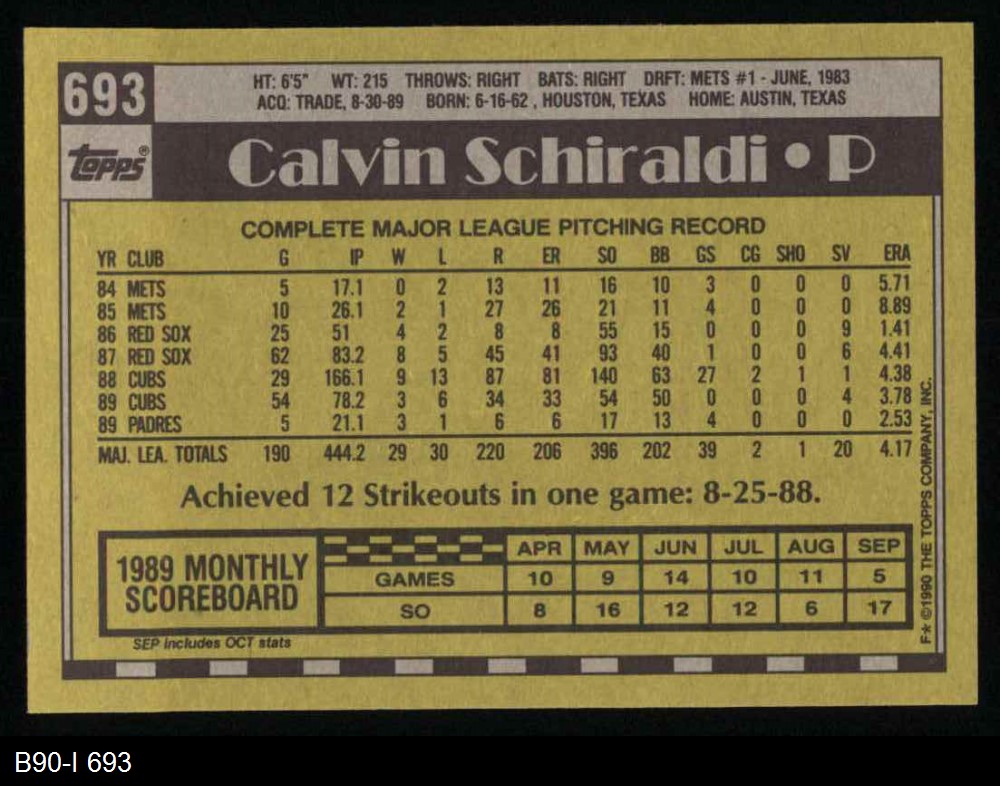 693
HT: 6'5" WT: 215 THROWS: RIGHT BATS: RIGHT DRFT: METS #1 - JUNE, 1983
ACQ: TRADE, 8-30-89 BORN: 6-16-62 , HOUSTON, TEXAS HOME: AUSTIN, TEXAS
topps®
Calvin Schiraldi • P
COMPLETE MAJOR LEAGUE PITCHING RECORD
YR CLUB G IP W L R ER SO BB GS CG SHO SV ERA
84 METS 5 17.1 0 2 13 11 16 10 3 0 0 0 5.71
85 METS 10 26.1 2 1 27 26 21 11 4 0 0 0 8.89
86 RED SOX 25 51 4 2 8 8 55 15 0 0 0 9 1.41
87 RED SOX 62 83.2 8 5 45 41 93 40 1 0 0 6 4.41
88 CUBS 29 166.1 9 13 87 81 140 63 27 2 1 1 4.38
89 CUBS 54 78.2 3 6 34 33 54 50 0 0 0 4 3.78
89 PADRES 5 21.1 3 1 6 6 17 13 4 0 0 0 2.53
MAJ. LEA. TOTALS 190 444.2 29 30 220 206 396 202 39 2 1 20 4.17
Achieved 12 Strikeouts in one game: 8-25-88.
1989 MONTHLY
SCOREBOARD
APR MAY JUN JUL AUG SEP
GAMES 10 9 14 10 11 5
SO 8 16 12 12 6 17
SEP includes OCT stats
F* ©1990 THE TOPPS COMPANY, INC.
B90-I 693